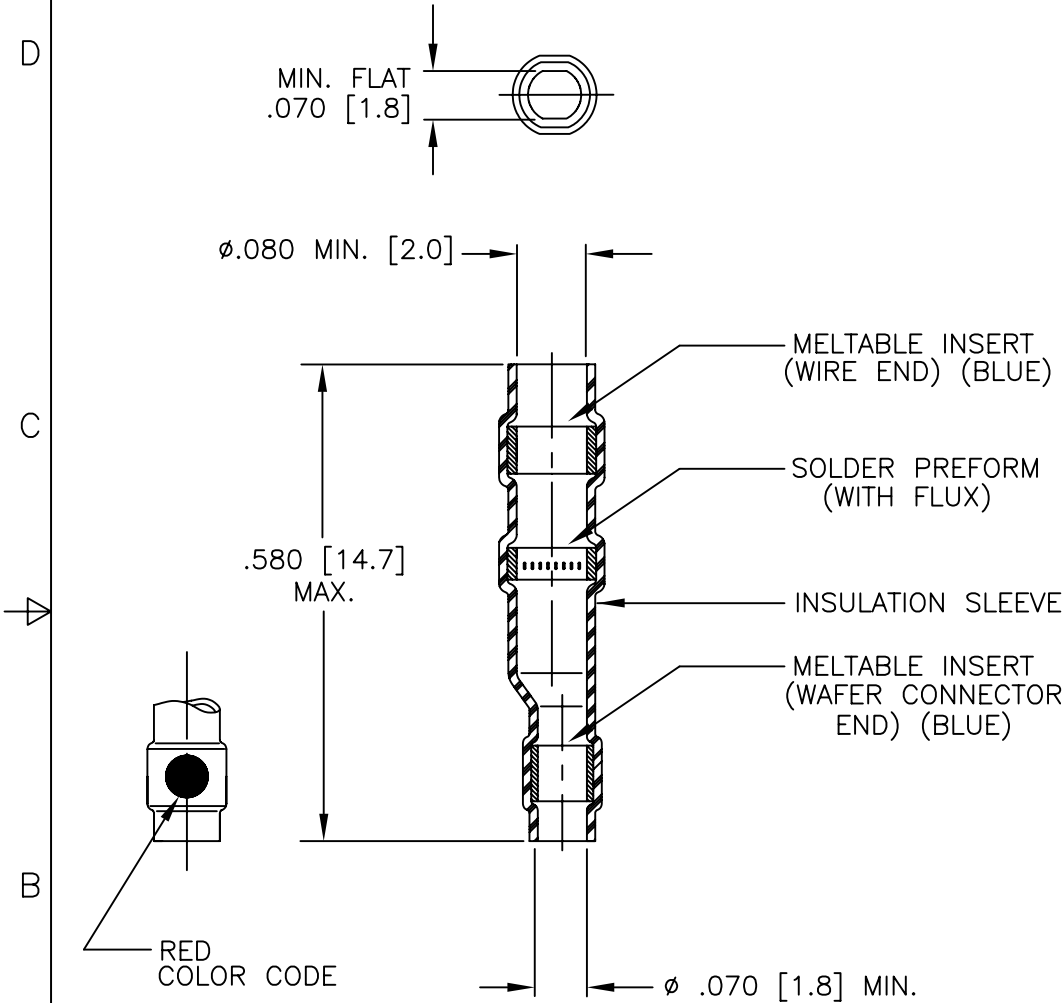 D
MIN. FLAT
.070 [1.8]
ø.080 MIN. [2.0]
MELTABLE INSERT
(WIRE END) (BLUE)
C
SOLDER PREFORM
(WITH FLUX)
.580 [14.7]
MAX.
INSULATION SLEEVE
MELTABLE INSERT
(WAFER CONNECTOR
END) (BLUE)
B
RED
COLOR CODE
ø .070 [1.8] MIN.